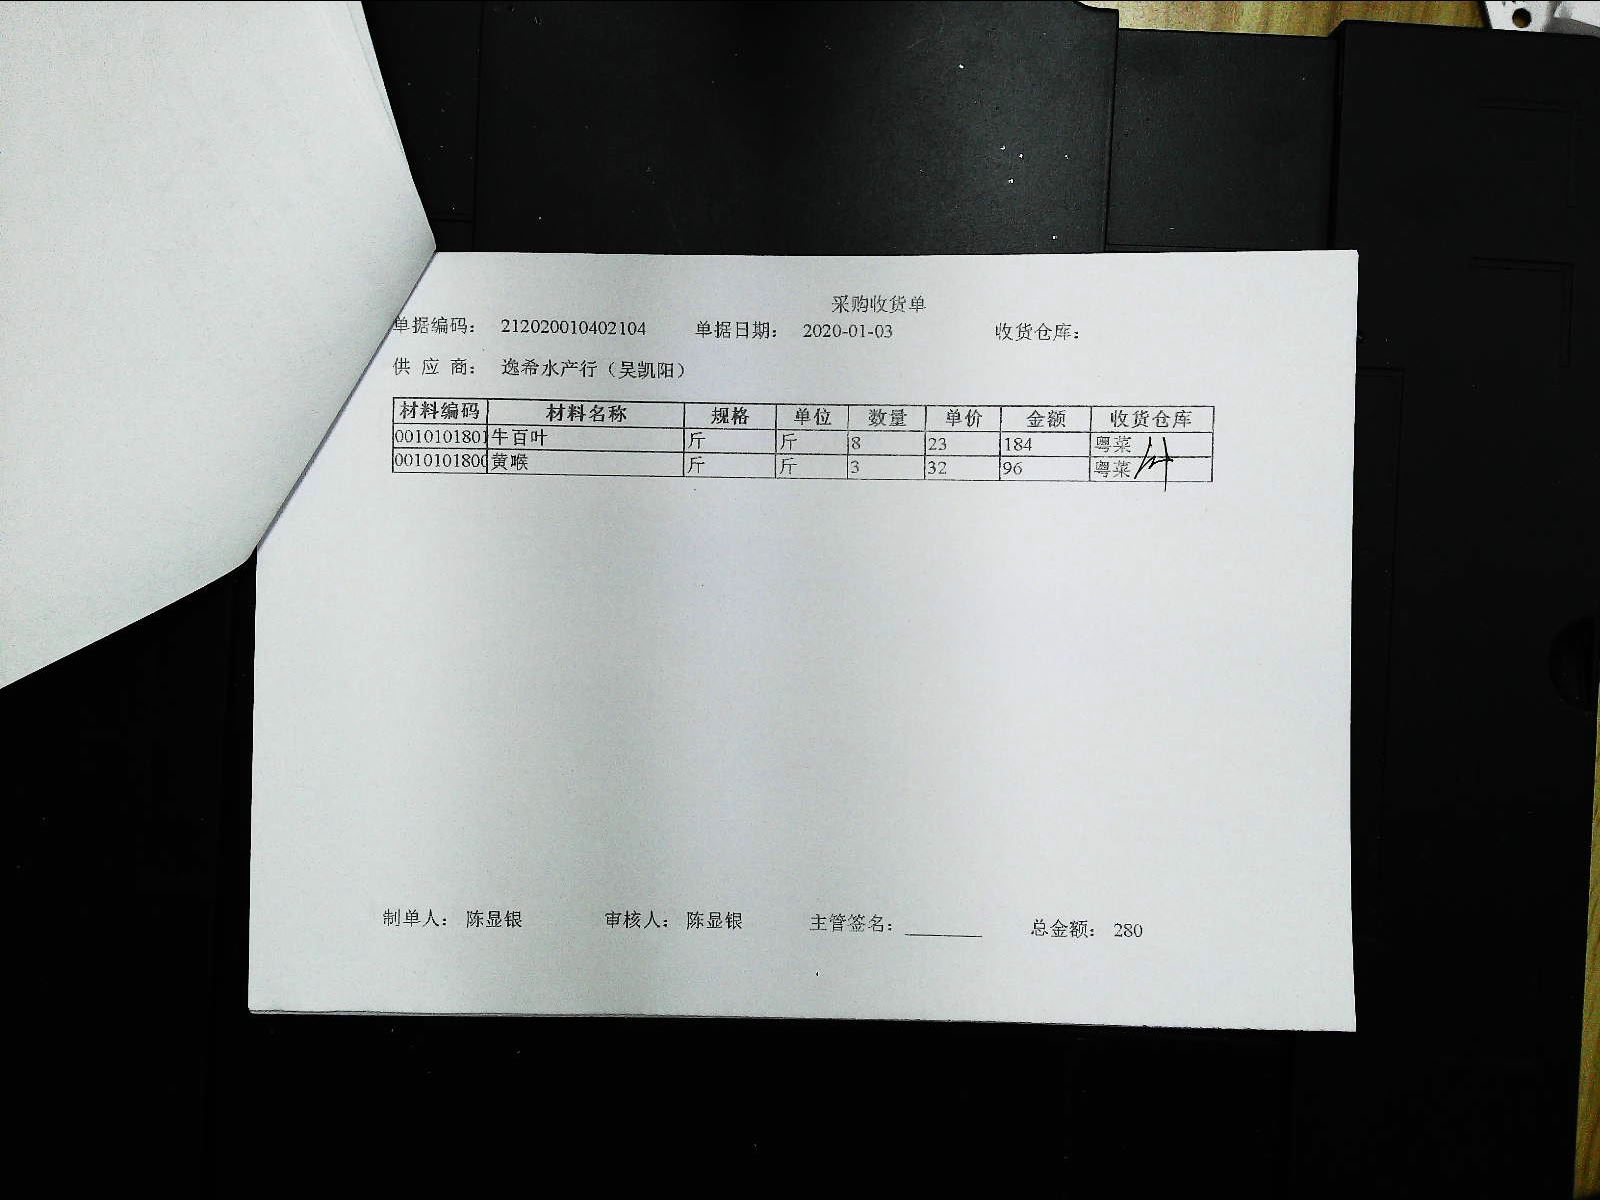 采购收货单
单据编码： 212020010402104 单据日期： 2020-01-03 收货仓库：
供 应 商： 逸希水产行（吴凯阳）
材料编码 材料名称 规格 单位 数量 单价 金额 收货仓库
0010101801 牛百叶 斤 斤 8 23 184 粤菜
0010101800 黄喉 斤 斤 3 32 96 粤菜
制单人： 陈显银 审核人： 陈显银 主管签名： 总金额： 280